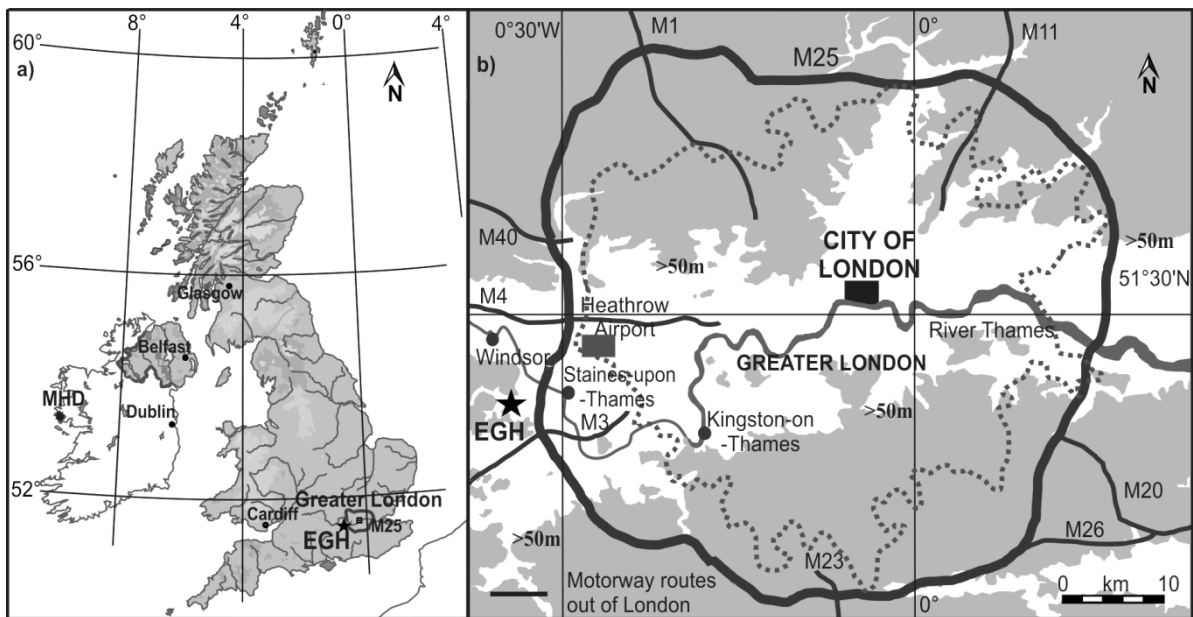 8°
4°
0°
4°
60°
a)
N
56°
Glasgow
Belfast
MHD
Dublin
52°
Greater London
Cardiff
M25
EGH
0°30'W
M1
0°
M11
b)
M25
N
M40
>50m
CITY OF
LONDON
>50m
51°30'N
M4
Heathrow
Airport
River Thames
Windsor
GREATER LONDON
Staines-upon
-Thames
>50m
EGH
M3
Kingston-on
-Thames
M20
>50m
M26
M23
Motorway routes
out of London
0 km 10
0°